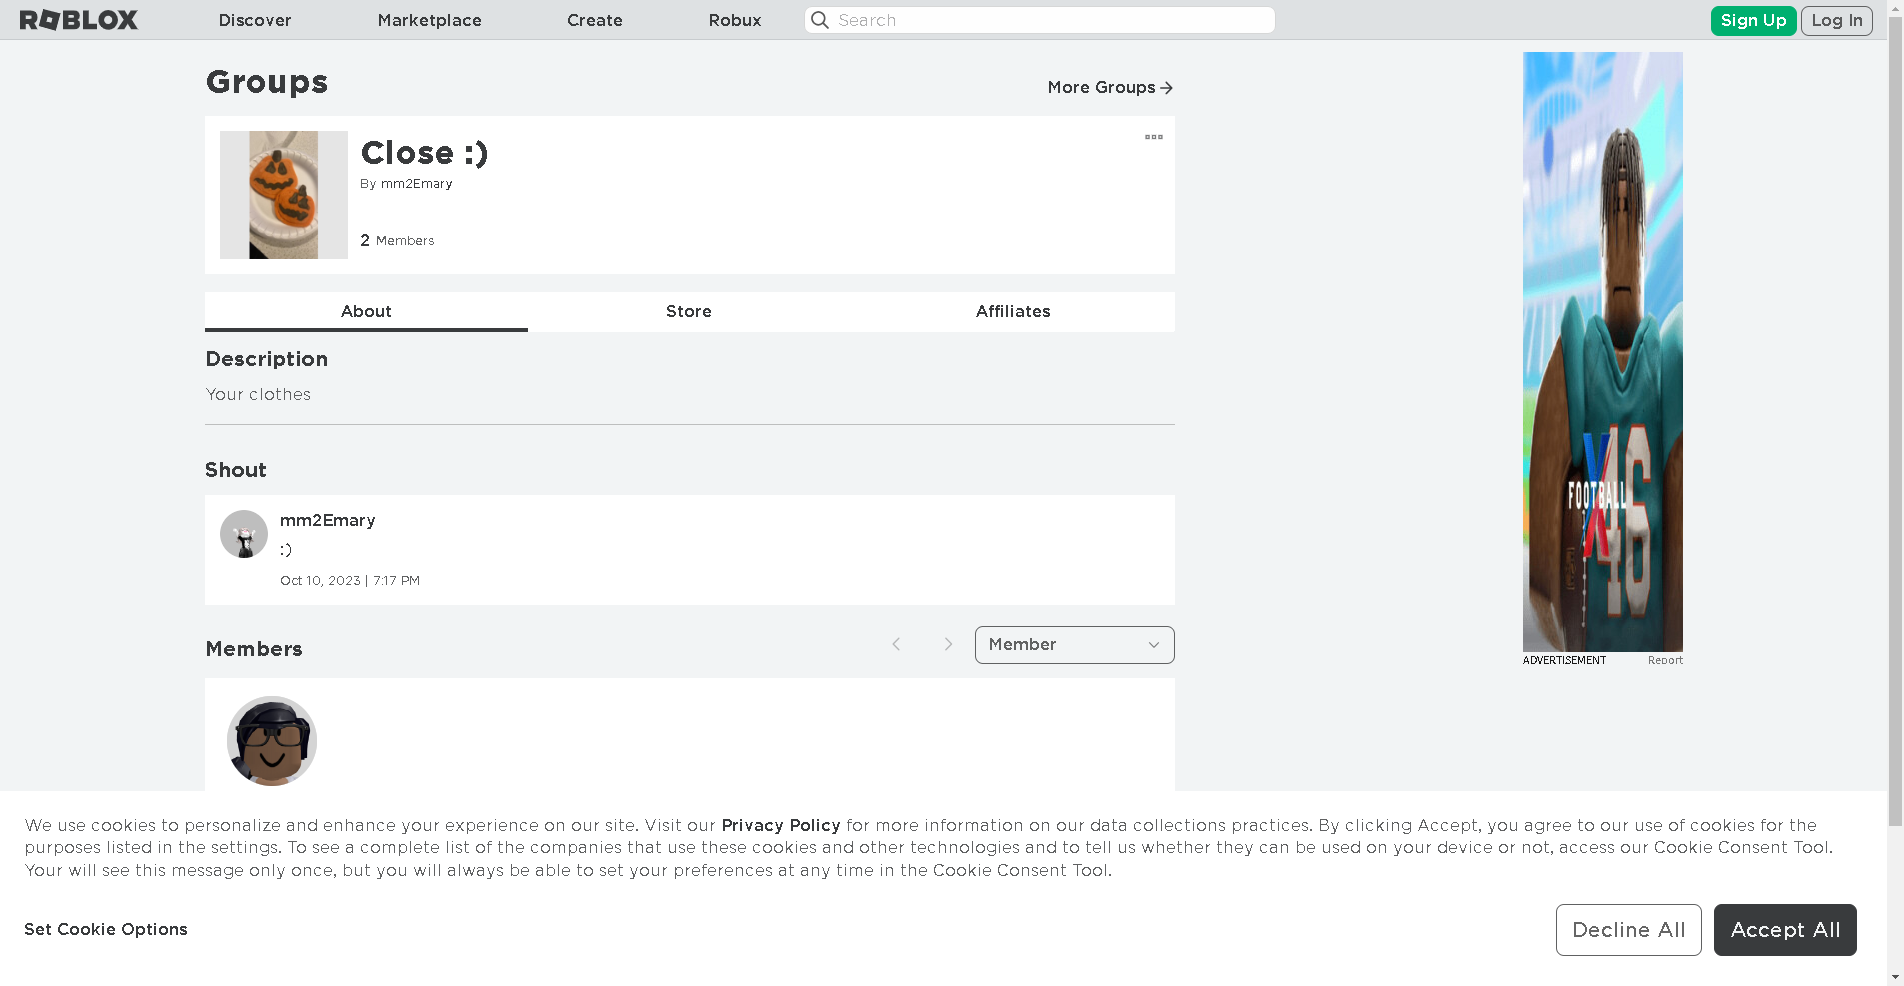 ROBLOX
Discover
Marketplace
Create
Robux
Search
Sign Up
Log In
Groups
More Groups
Close :)
By mm2Emary
2 Members
About
Store
Affiliates
Description
Your clothes
Shout
mm2Emary
:)
Oct 10, 2023 | 7:17 PM
Members
Member
46
FOOTBALL
ADVERTISEMENT
Report
We use cookies to personalize and enhance your experience on our site. Visit our Privacy Policy for more information on our data collections practices. By clicking Accept, you agree to our use of cookies for the
purposes listed in the settings. To see a complete list of the companies that use these cookies and other technologies and to tell us whether they can be used on your device or not, access our Cookie Consent Tool.
Your will see this message only once, but you will always be able to set your preferences at any time in the Cookie Consent Tool.
Set Cookie Options
Decline All
Accept All